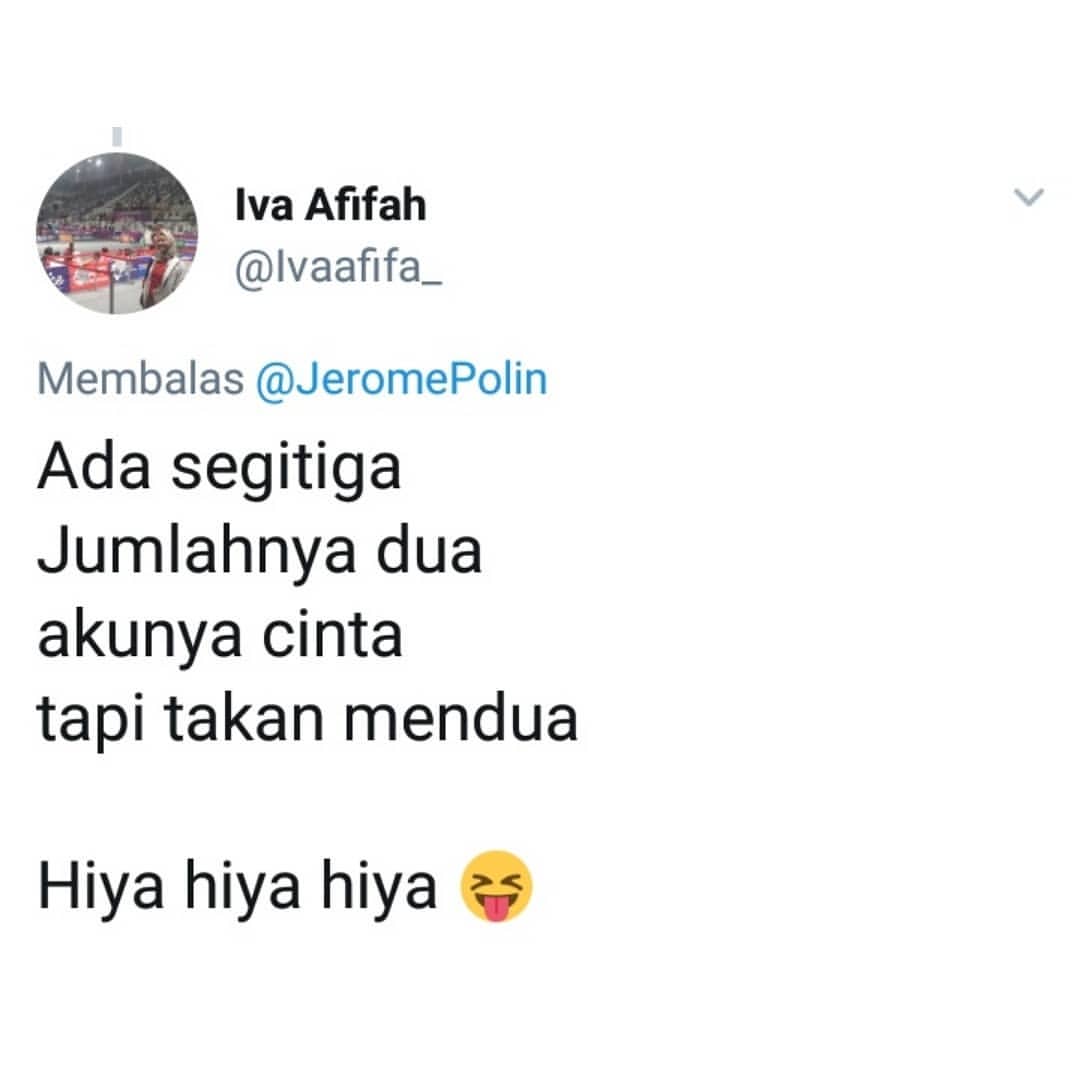 Iva Afifah
@Ivaafifa_
Membalas @JeromePolin
Ada segitiga
Jumlahnya dua
akunya cinta
tapi takan mendua
Hiya hiya hiya 😝